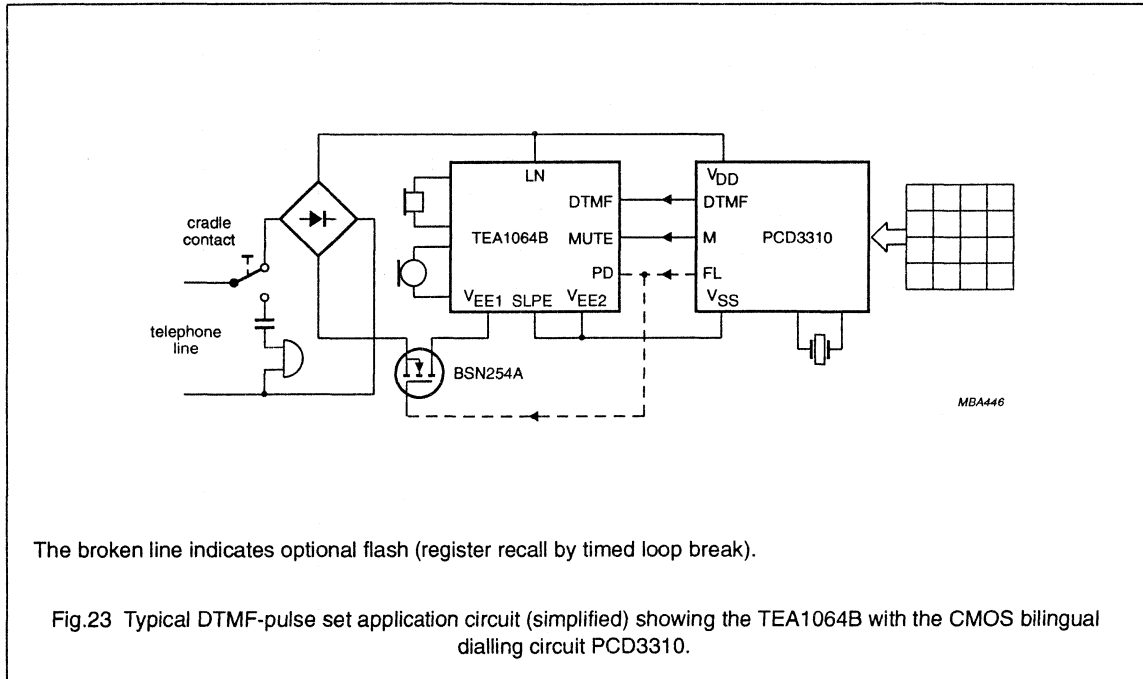 LN
VDD
DTMF
DTMF
cradle
contact
TEA1064B
MUTE
M
PCD3310
PD
FL
VEE1
SLPE
VEE2
VSS
telephone
line
BSN254A
MBA446
The broken line indicates optional flash (register recall by timed loop break).
Fig.23 Typical DTMF-pulse set application circuit (simplified) showing the TEA1064B with the CMOS bilingual
dialling circuit PCD3310.